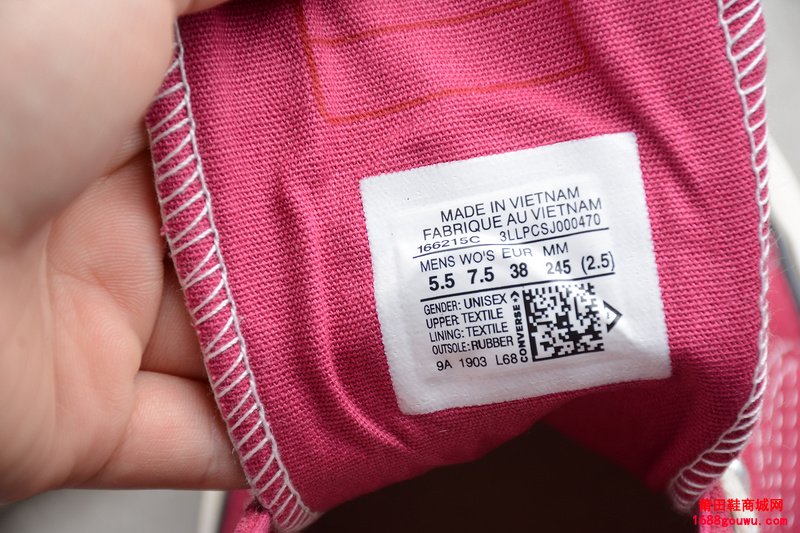 MADE IN VIETNAM
FABRIQUE AU VIETNAM
166215C 3LLPCSJ000470
MENS WO'S EUR MM
5.5 7.5 38 245 (2.5)
GENDER: UNISEX
UPPER: TEXTILE
LINING: TEXTILE
OUTSOLE: RUBBER
CONVERSE
9A 1903 L68
莆田鞋商城网
1688gouwu.com